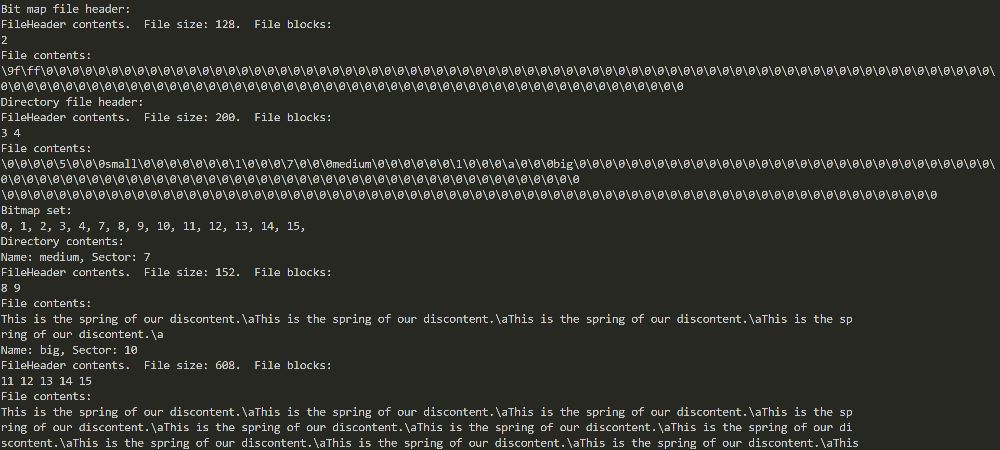 Bit map file header:
FileHeader contents.  File size: 128.  File blocks:
2
File contents:
\9f\ff\0\0\0\0\0\0\0\0\0\0\0\0\0\0\0\0\0\0\0\0\0\0\0\0\0\0\0\0\0\0\0\0\0\0\0\0\0\0\0\0\0\0\0\0\0\0\0\0\0\0\0\0\0\0\0\0\0\0\0\0\0\0\0\0\0\0\0\0\0\0\0\0\0\0\0\0\0\
0\0\0\0\0\0\0\0\0\0\0\0\0\0\0\0\0\0\0\0\0\0\0\0\0\0\0\0\0\0\0\0\0\0\0\0\0\0\0\0\0\0\0\0\0\0\0\0\0\0\0\0\0
Directory file header:
FileHeader contents.  File size: 200.  File blocks:
3 4
File contents:
\0\0\0\0\5\0\0\0small\0\0\0\0\0\0\0\1\0\0\0\7\0\0\0medium\0\0\0\0\0\0\1\0\0\0\a\0\0\0big\0\0\0\0\0\0\0\0\0\0\0\0\0\0\0\0\0\0\0\0\0\0\0\0\0\0\0\0\0\0\0\0\
0\0\0\0\0\0\0\0\0\0\0\0\0\0\0\0\0\0\0\0\0\0\0\0\0\0\0\0\0\0\0\0\0\0\0\0\0\0\0\0\0\0\0\0\0
\0\0\0\0\0\0\0\0\0\0\0\0\0\0\0\0\0\0\0\0\0\0\0\0\0\0\0\0\0\0\0\0\0\0\0\0\0\0\0\0\0\0\0\0\0\0\0\0\0\0\0\0\0\0\0\0\0\0\0\0\0\0\0\0\0\0\0\0\0\0\0\0
Bitmap set:
0, 1, 2, 3, 4, 7, 8, 9, 10, 11, 12, 13, 14, 15,
Directory contents:
Name: medium, Sector: 7
FileHeader contents.  File size: 152.  File blocks:
8 9
File contents:
This is the spring of our discontent.\aThis is the spring of our discontent.\aThis is the spring of our discontent.\aThis is the sp
ring of our discontent.\a
Name: big, Sector: 10
FileHeader contents.  File size: 608.  File blocks:
11 12 13 14 15
File contents:
This is the spring of our discontent.\aThis is the spring of our discontent.\aThis is the spring of our discontent.\aThis is the sp
ring of our discontent.\aThis is the spring of our discontent.\aThis is the spring of our discontent.\aThis is the spring of our di
scontent.\aThis is the spring of our discontent.\aThis is the spring of our discontent.\aThis is the spring of our discontent.\aThis